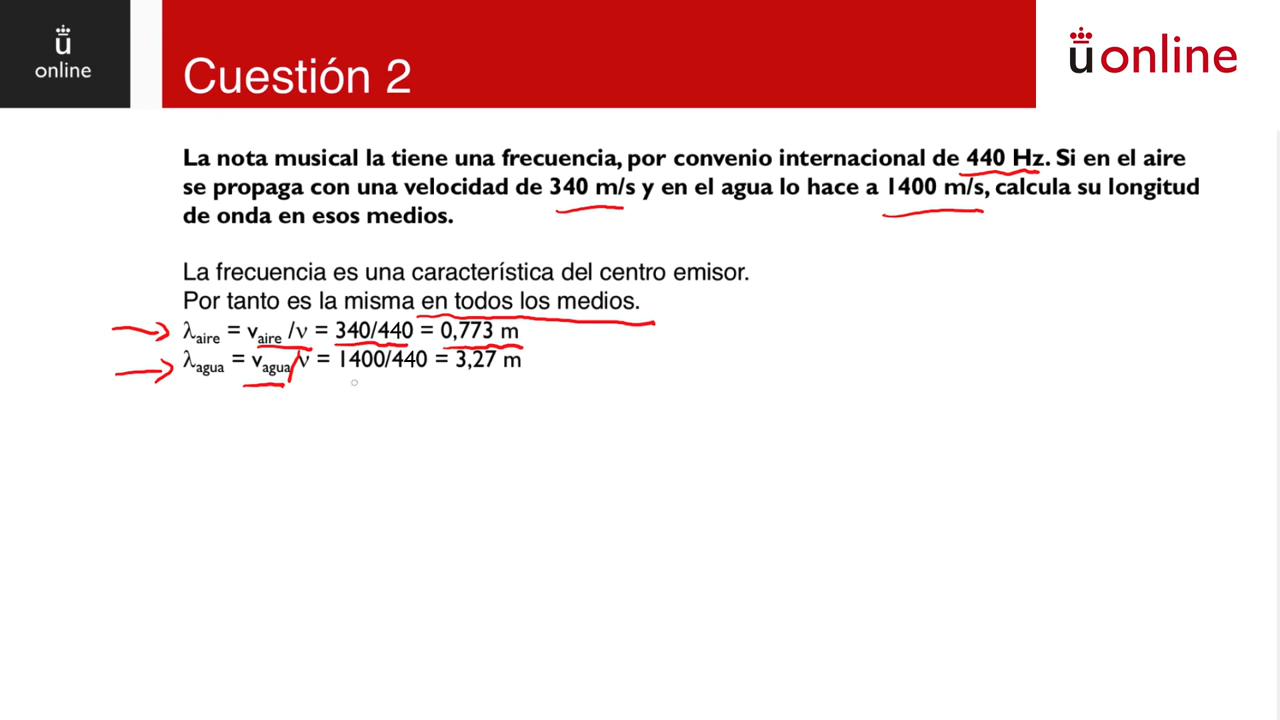 ü
online
Cuestión 2
üonline
La nota musical la tiene una frecuencia, por convenio internacional de 440 Hz. Si en el aire
se propaga con una velocidad de 340 m/s y en el agua lo hace a 1400 m/s, calcula su longitud
de onda en esos medios.
La frecuencia es una característica del centro emisor.
Por tanto es la misma en todos los medios.
λaire = vaire /ν = 340/440 = 0,773 m
λagua = vagua/ν = 1400/440 = 3,27 m